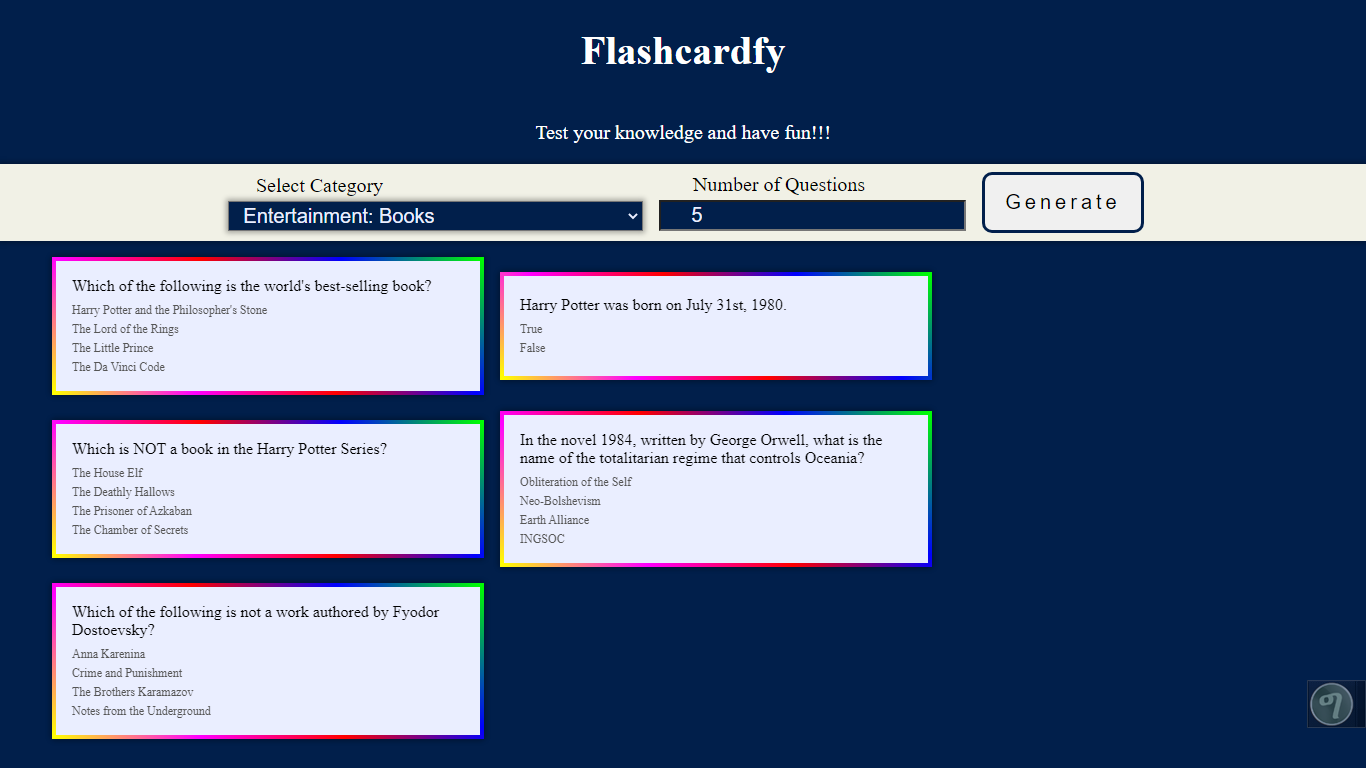 Flashcardfy
Test your knowledge and have fun!!!
Select Category
Entertainment: Books
Number of Questions
5
Generate
Which of the following is the world's best-selling book?
Harry Potter and the Philosopher's Stone
The Lord of the Rings
The Little Prince
The Da Vinci Code
Harry Potter was born on July 31st, 1980.
True
False
Which is NOT a book in the Harry Potter Series?
The House Elf
The Deathly Hallows
The Prisoner of Azkaban
The Chamber of Secrets
In the novel 1984, written by George Orwell, what is the
name of the totalitarian regime that controls Oceania?
Obliteration of the Self
Neo-Bolshevism
Earth Alliance
INGSOC
Which of the following is not a work authored by Fyodor
Dostoevsky?
Anna Karenina
Crime and Punishment
The Brothers Karamazov
Notes from the Underground